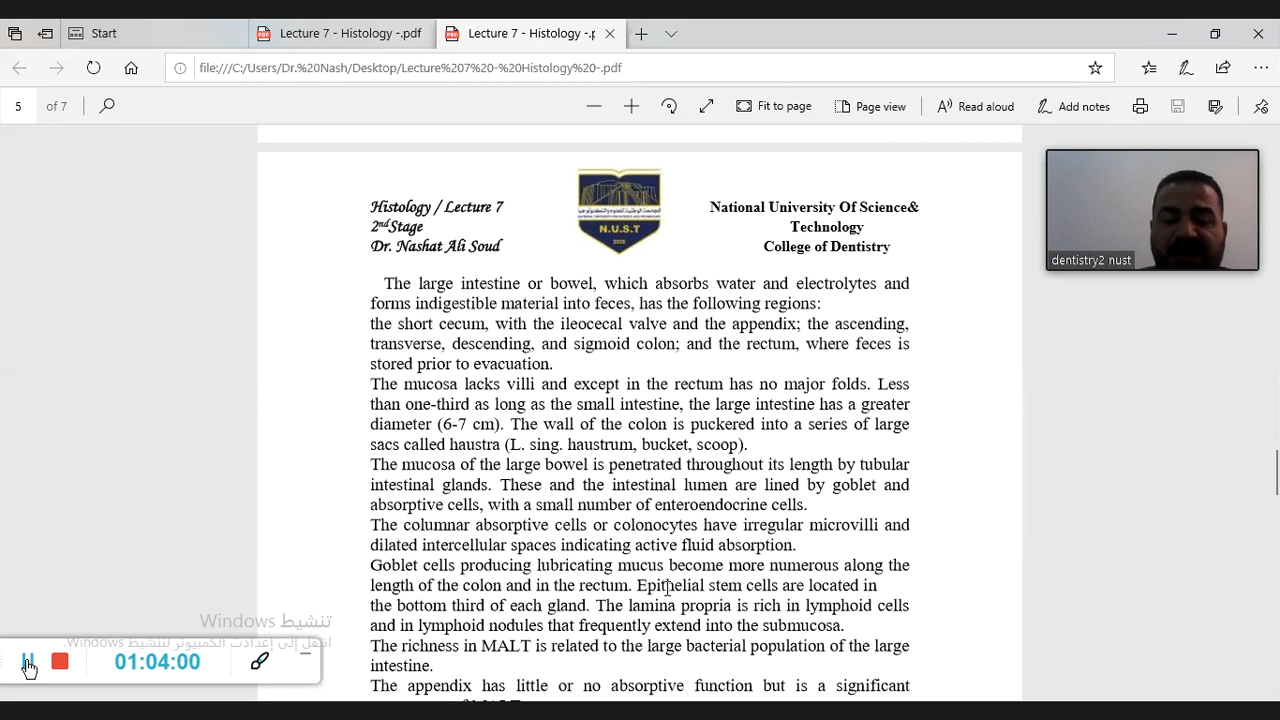 Start
Lecture 7 - Histology -.pdf
Lecture 7 - Histology -.p
file:///C:/Users/Dr.%20Nash/Desktop/Lecture%207%20-%20Histology%20-.pdf
5 of 7
Fit to page
Page view
Read aloud
Add notes
Histology / Lecture 7
2nd Stage
Dr. Nashat Ali Soud
N.U.S.T
National University Of Science&
Technology
College of Dentistry
dentistry2 nust
The large intestine or bowel, which absorbs water and electrolytes and
forms indigestible material into feces, has the following regions:
the short cecum, with the ileocecal valve and the appendix; the ascending,
transverse, descending, and sigmoid colon; and the rectum, where feces is
stored prior to evacuation.
The mucosa lacks villi and except in the rectum has no major folds. Less
than one-third as long as the small intestine, the large intestine has a greater
diameter (6-7 cm). The wall of the colon is puckered into a series of large
sacs called haustra (L. sing. haustrum, bucket, scoop).
The mucosa of the large bowel is penetrated throughout its length by tubular
intestinal glands. These and the intestinal lumen are lined by goblet and
absorptive cells, with a small number of enteroendocrine cells.
The columnar absorptive cells or colonocytes have irregular microvilli and
dilated intercellular spaces indicating active fluid absorption.
Goblet cells producing lubricating mucus become more numerous along the
length of the colon and in the rectum. Epithelial stem cells are located in
the bottom third of each gland. The lamina propria is rich in lymphoid cells
and in lymphoid nodules that frequently extend into the submucosa.
The richness in MALT is related to the large bacterial population of the large
intestine.
The appendix has little or no absorptive function but is a significant
تنشيط Windows
انتقل إلى إعدادات الكمبيوتر لتنشيط Windows.
01:04:00